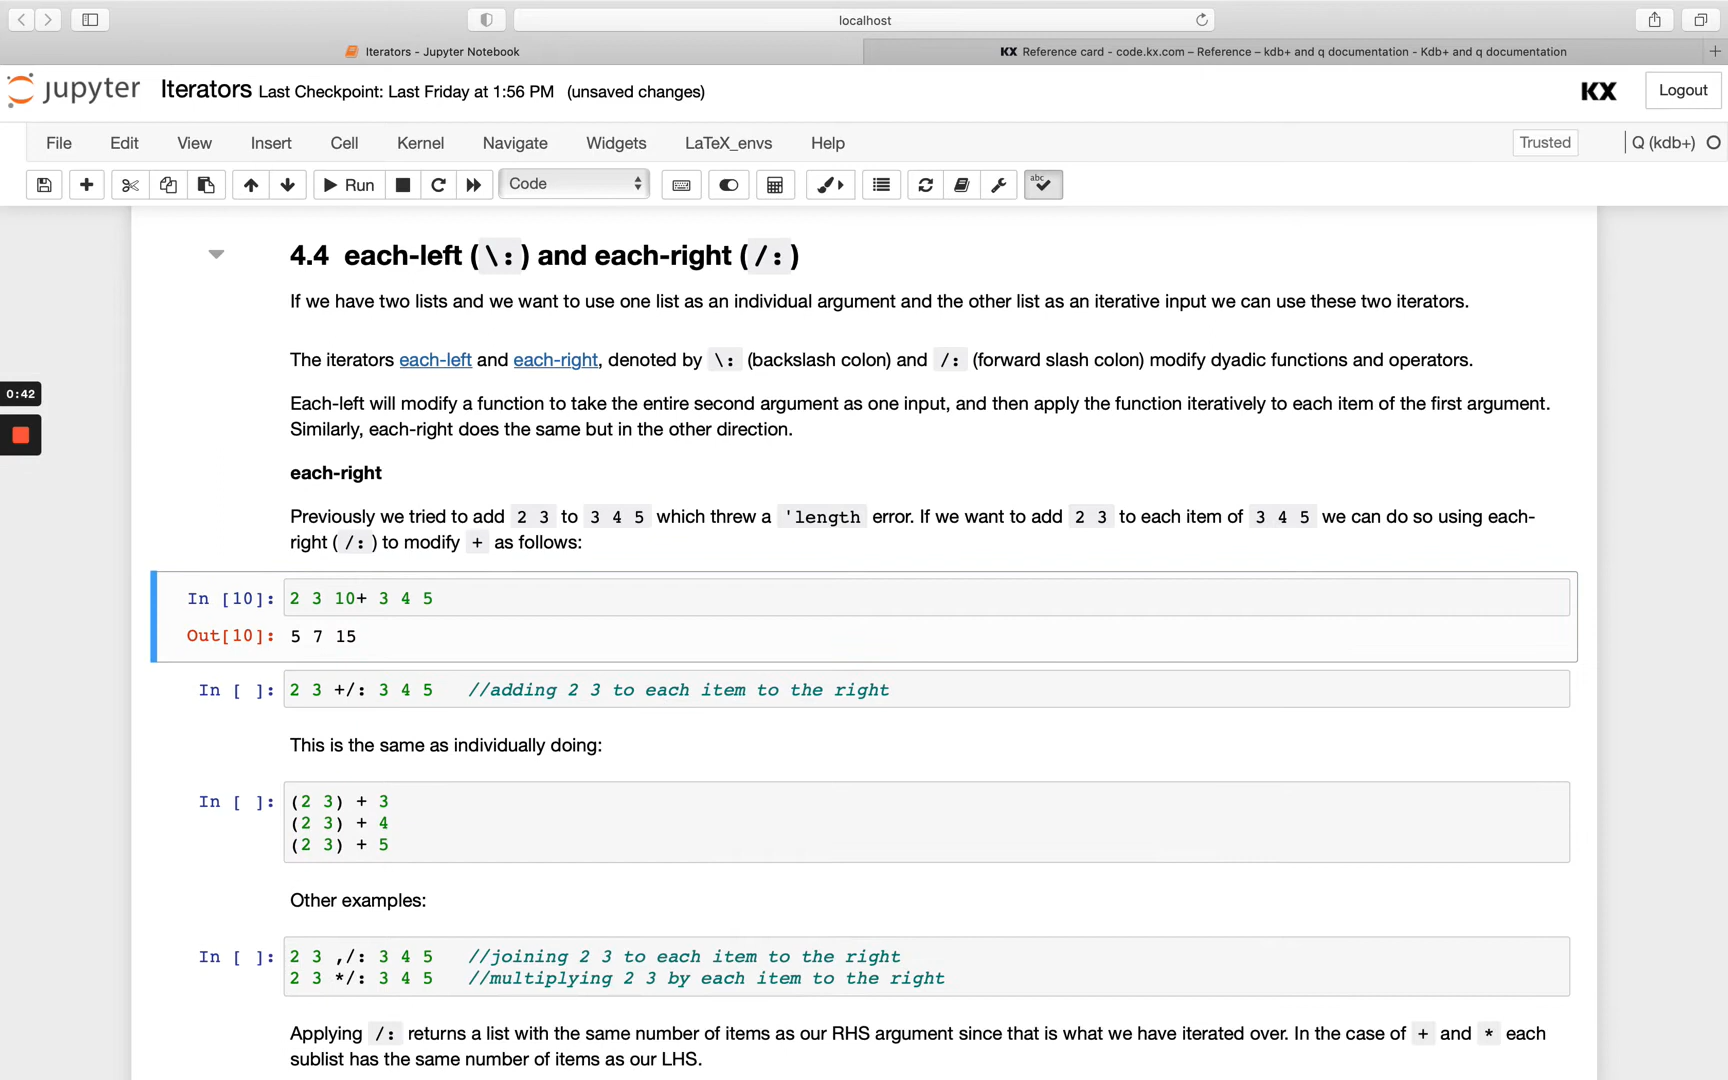 localhost
Iterators - Jupyter Notebook
KX Reference card - code.kx.com – Reference – kdb+ and q documentation - Kdb+ and q documentation
jupyter Iterators Last Checkpoint: Last Friday at 1:56 PM (unsaved changes)
KX Logout
File Edit View Insert Cell Kernel Navigate Widgets LaTeX_envs Help
Trusted Q (kdb+)
Run Code abc
4.4 each-left (\:) and each-right (/:)
If we have two lists and we want to use one list as an individual argument and the other list as an iterative input we can use these two iterators.
The iterators each-left and each-right, denoted by \: (backslash colon) and /: (forward slash colon) modify dyadic functions and operators.
0:42
Each-left will modify a function to take the entire second argument as one input, and then apply the function iteratively to each item of the first argument.
Similarly, each-right does the same but in the other direction.
each-right
Previously we tried to add 2 3 to 3 4 5 which threw a 'length error. If we want to add 2 3 to each item of 3 4 5 we can do so using each-
right ( /: ) to modify + as follows:
In [10]: 2 3 10+ 3 4 5
Out[10]: 5 7 15
In [ ]: 2 3 +/: 3 4 5 //adding 2 3 to each item to the right
This is the same as individually doing:
In [ ]: (2 3) + 3
(2 3) + 4
(2 3) + 5
Other examples:
In [ ]: 2 3 ,/: 3 4 5 //joining 2 3 to each item to the right
2 3 */: 3 4 5 //multiplying 2 3 by each item to the right
Applying /: returns a list with the same number of items as our RHS argument since that is what we have iterated over. In the case of + and * each
sublist has the same number of items as our LHS.